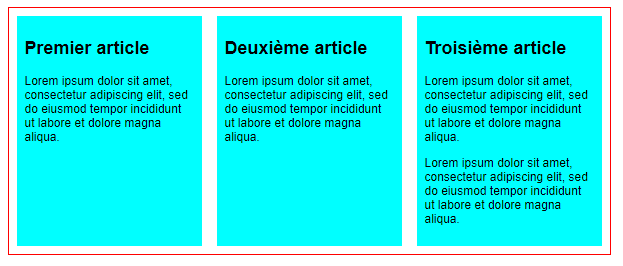 Premier article
Lorem ipsum dolor sit amet,
consectetur adipiscing elit, sed
do eiusmod tempor incididunt
ut labore et dolore magna
aliqua.
Deuxième article
Lorem ipsum dolor sit amet,
consectetur adipiscing elit, sed
do eiusmod tempor incididunt
ut labore et dolore magna
aliqua.
Troisième article
Lorem ipsum dolor sit amet,
consectetur adipiscing elit, sed
do eiusmod tempor incididunt
ut labore et dolore magna
aliqua.
Lorem ipsum dolor sit amet,
consectetur adipiscing elit, sed
do eiusmod tempor incididunt
ut labore et dolore magna
aliqua.